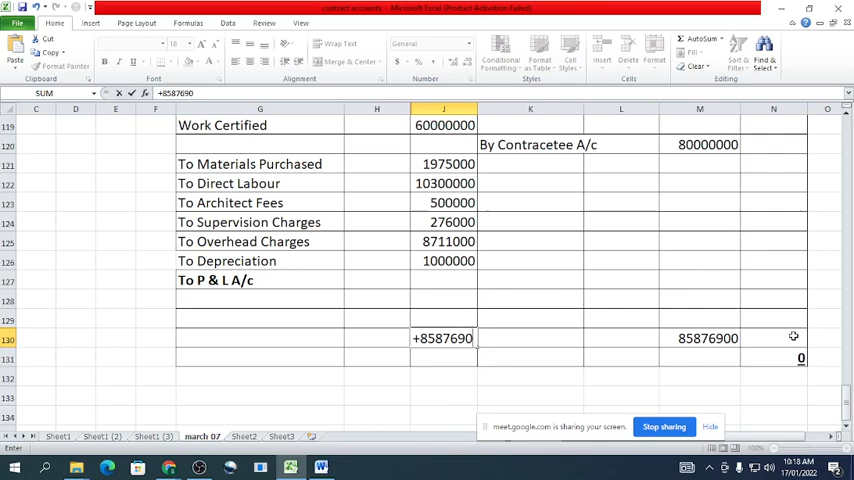 contract accounts - Microsoft Excel (Product Activation Failed)
File Home Insert Page Layout Formulas Data Review View
Cut
Copy
Format Painter
Paste
Clipboard
18
B I U
Font
Wrap Text
Merge & Center
Alignment
General
$ % ,
Number
Conditional Formatting
Format as Table
Cell Styles
Styles
Insert Delete Format
Cells
AutoSum
Fill
Clear
Sort & Filter
Find & Select
Editing
SUM fx +8587690
C D E F G H J K L M N O
119 Work Certified 60000000
120 By Contracetee A/c 80000000
121 To Materials Purchased 1975000
122 To Direct Labour 10300000
123 To Architect Fees 500000
124 To Supervision Charges 276000
125 To Overhead Charges 8711000
126 To Depreciation 1000000
127 To P & L A/c
128
129
130 +8587690 85876900
131 0
132
133
134
meet.google.com is sharing your screen. Stop sharing Hide
Sheet1 Sheet1 (2) Sheet1 (3) march 07 Sheet2 Sheet3
Enter 100%
10:18 AM
17/01/2022
2